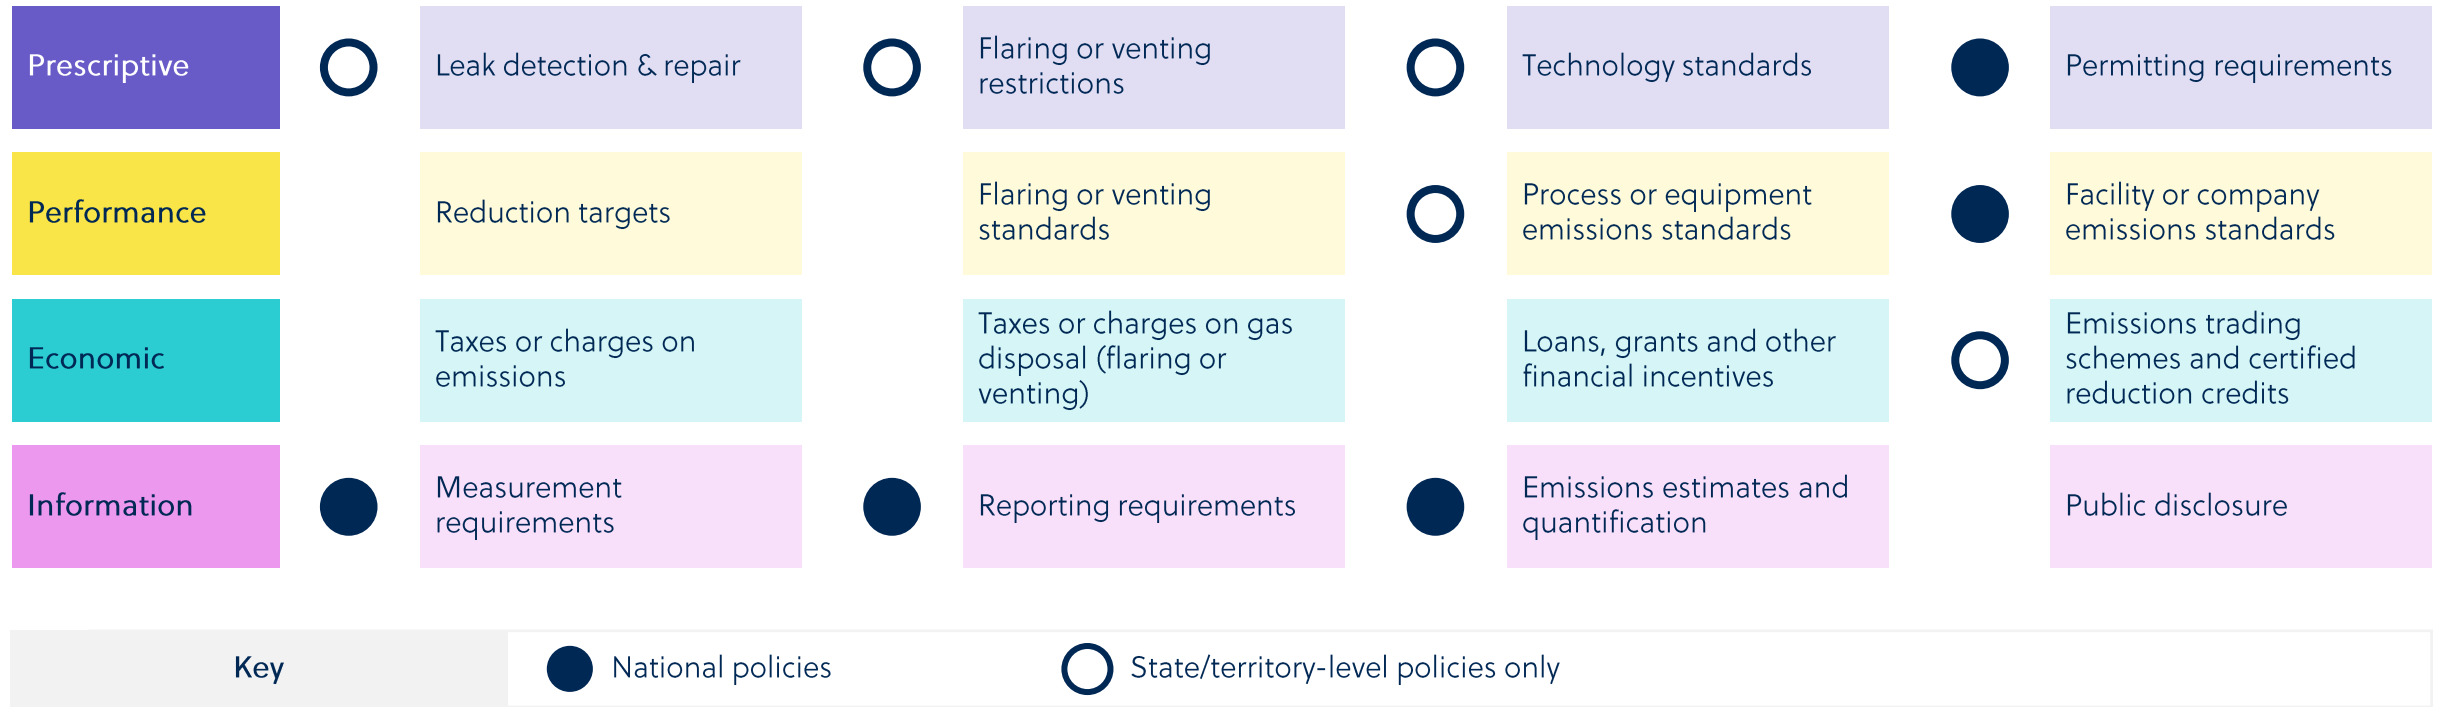 Prescriptive
Leak detection & repair
Flaring or venting
restrictions
Technology standards
Permitting requirements
Performance
Reduction targets
Flaring or venting
standards
Process or equipment
emissions standards
Facility or company
emissions standards
Economic
Taxes or charges on
emissions
Taxes or charges on gas
disposal (flaring or
venting)
Loans, grants and other
financial incentives
Emissions trading
schemes and certified
reduction credits
Information
Measurement
requirements
Reporting requirements
Emissions estimates and
quantification
Public disclosure
Key
National policies
State/territory-level policies only